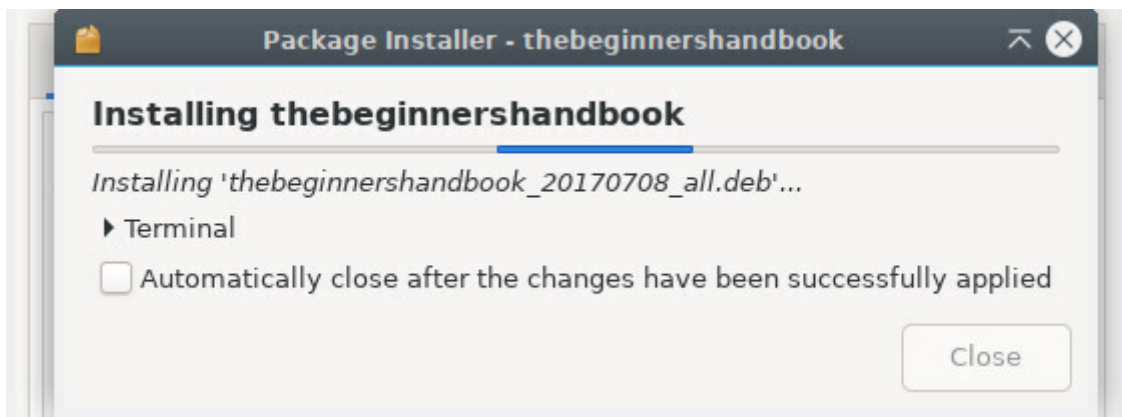 Package Installer - thebeginnershandbook
Installing thebeginnershandbook
Installing 'thebeginnershandbook_20170708_all.deb'...
Terminal
Automatically close after the changes have been successfully applied
Close